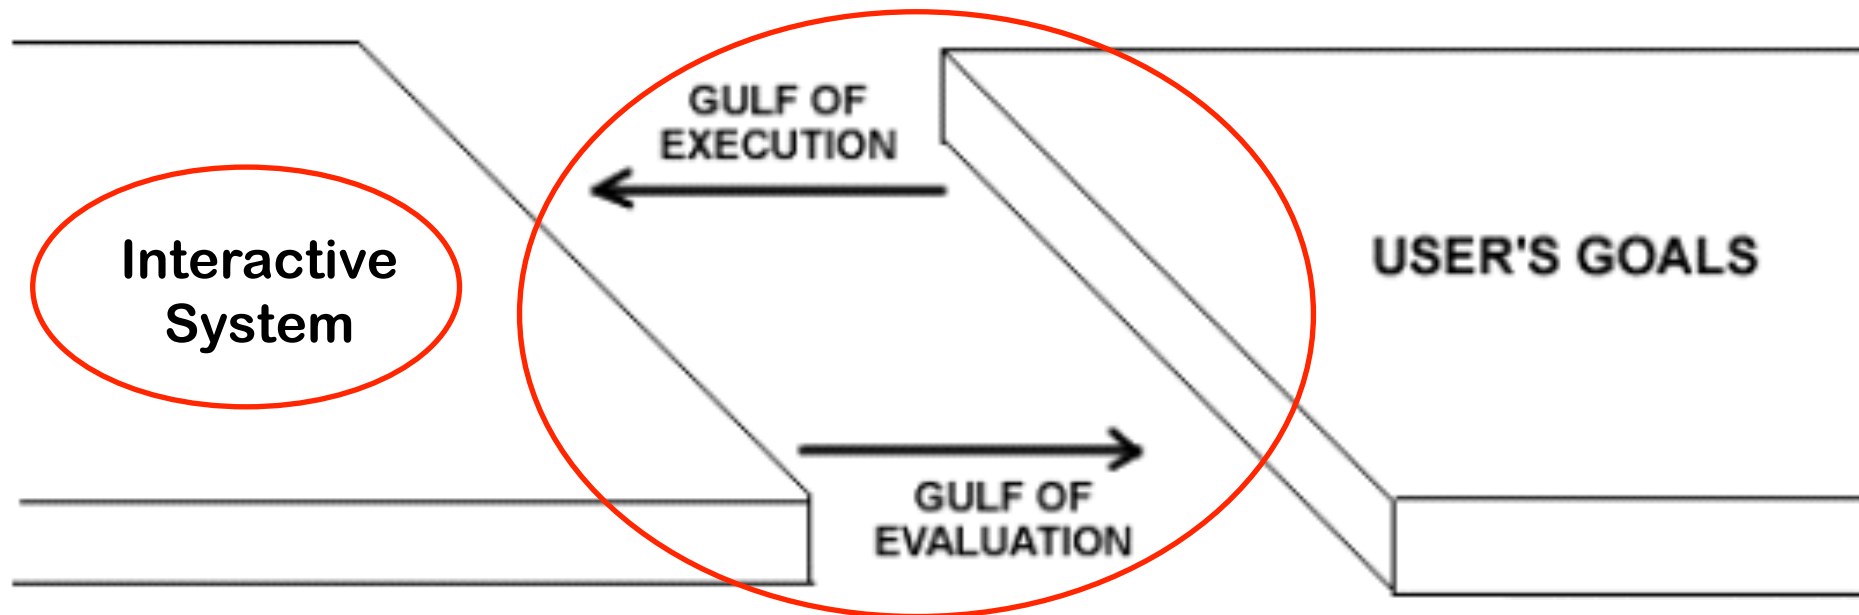 GULF OF
EXECUTION
Interactive
System
USER'S GOALS
GULF OF
EVALUATION